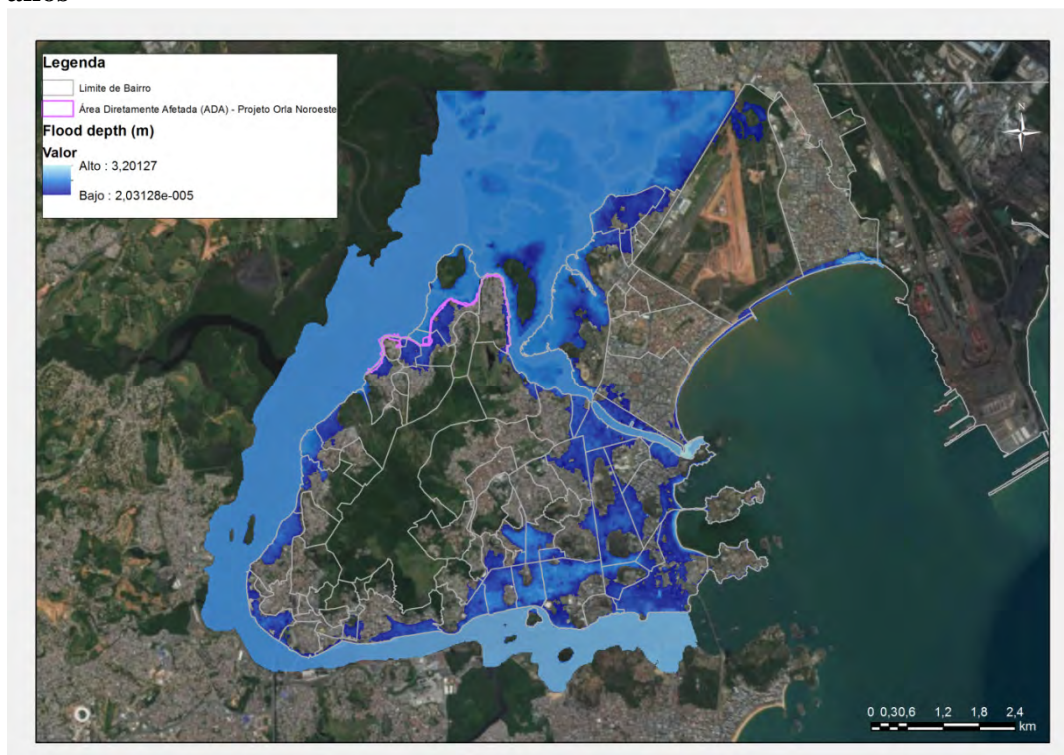 años
Legenda
Limite de Bairro
Área Diretamente Afetada (ADA) - Projeto Orla Noroeste
Flood depth (m)
Valor
Alto : 3,20127
Bajo : 2,03128e-005
N
0 0,30,6 1,2 1,8 2,4
km